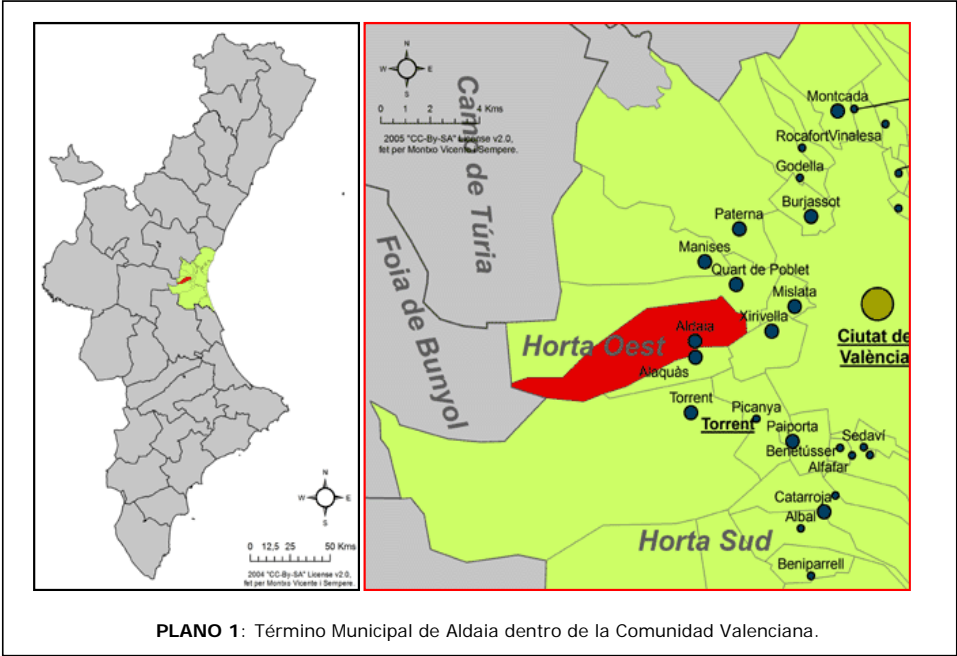 N
W E
S
0 12,5 25 50 Kms
2004 "CC-By-SA" License v2.0,
fet per Montxo Vicente i Sempere.
N
W E
S
0 1 2 4 Kms
2005 "CC-By-SA" License v2.0,
fet per Montxo Vicente i Sempere.
Camp de Túria
Foia de Bunyol
Montcada
Rocafort
Vinalesa
Godella
Burjassot
Paterna
Manises
Quart de Poblet
Mislata
Xirivella
Aldaia
Horta Oest
Ciutat de
València
Alaquàs
Torrent
Torrent
Picanya
Paiporta
Sedaví
Benetússer
Alfafar
Catarroja
Albal
Horta Sud
Beniparrell
PLANO 1: Término Municipal de Aldaia dentro de la Comunidad Valenciana.